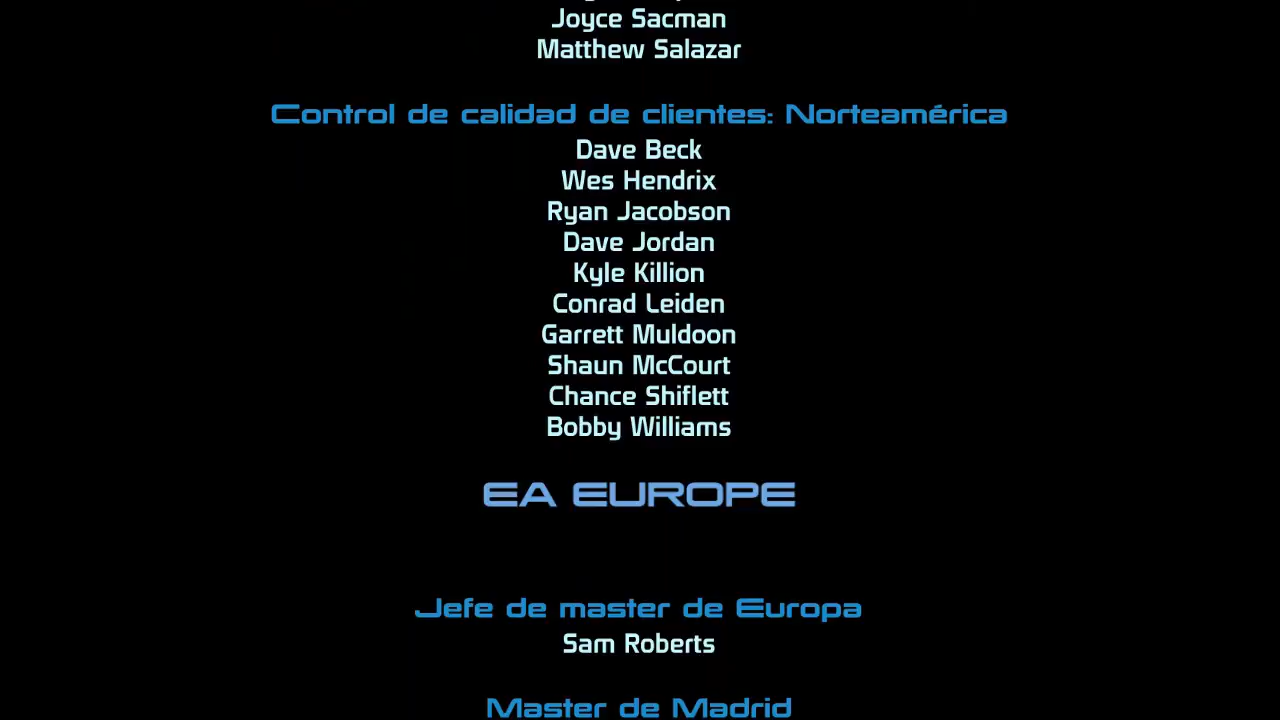 Joyce Sacman
Matthew Salazar
Control de calidad de clientes: Norteamérica
Dave Beck
Wes Hendrix
Ryan Jacobson
Dave Jordan
Kyle Killion
Conrad Leiden
Garrett Muldoon
Shaun McCourt
Chance Shiflett
Bobby Williams
EA EUROPE
Jefe de master de Europa
Sam Roberts
Master de Madrid